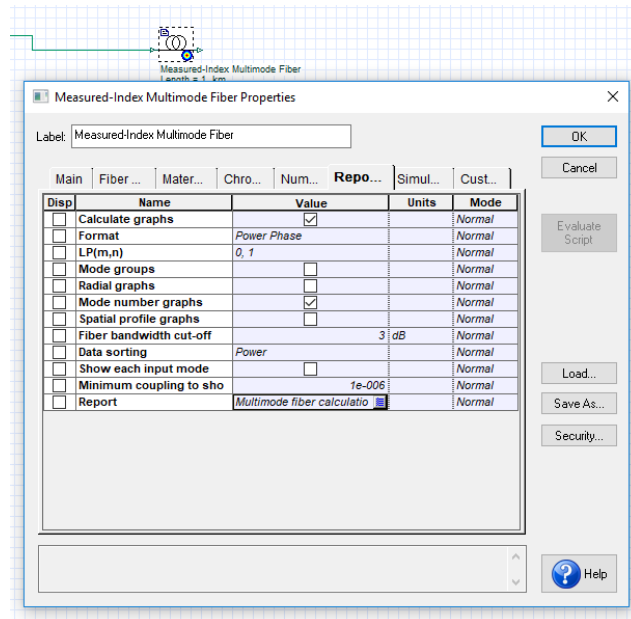 Measured-Index Multimode Fiber
Length = 1 km
Measured-Index Multimode Fiber Properties
Label: Measured-Index Multimode Fiber
OK
Cancel
Evaluate
Script
Load...
Save As...
Security...
Help
Main Fiber ... Mater... Chro... Num... Repo... Simul... Cust...
Disp Name Value Units Mode
Calculate graphs Normal
Format Power Phase Normal
LP(m,n) 0, 1 Normal
Mode groups Normal
Radial graphs Normal
Mode number graphs Normal
Spatial profile graphs Normal
Fiber bandwidth cut-off 3 dB Normal
Data sorting Power Normal
Show each input mode Normal
Minimum coupling to sho 1e-006 Normal
Report Multimode fiber calculatio Normal